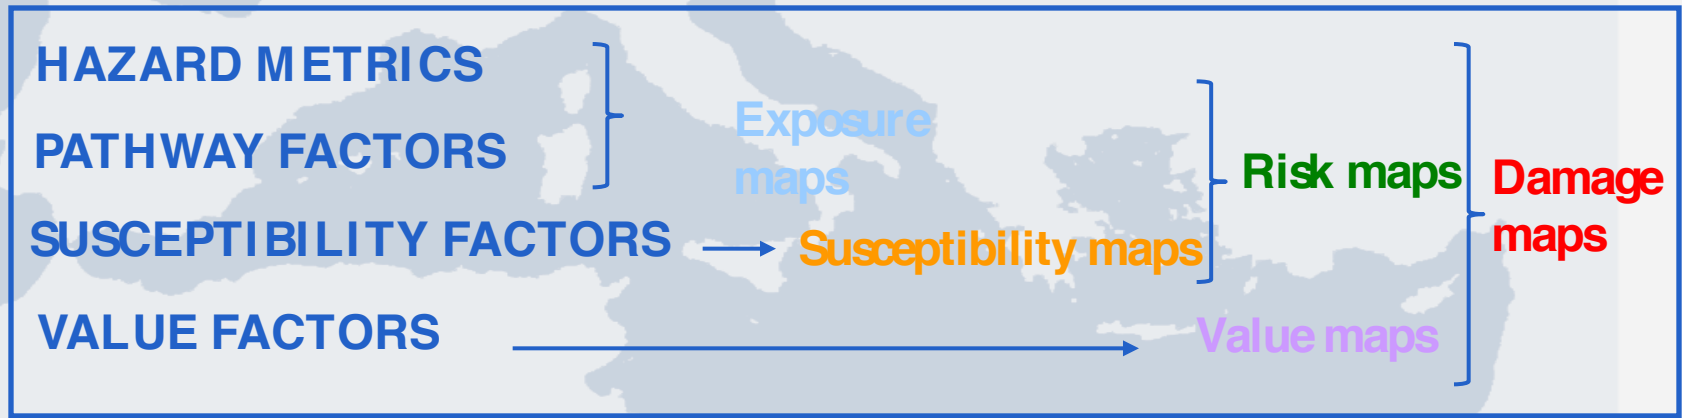 HAZARD METRICS
PATHWAY FACTORS
SUSCEPTIBILITY FACTORS
VALUE FACTORS
Exposure
maps
Susceptibility maps
Value maps
Risk maps
Damage
maps